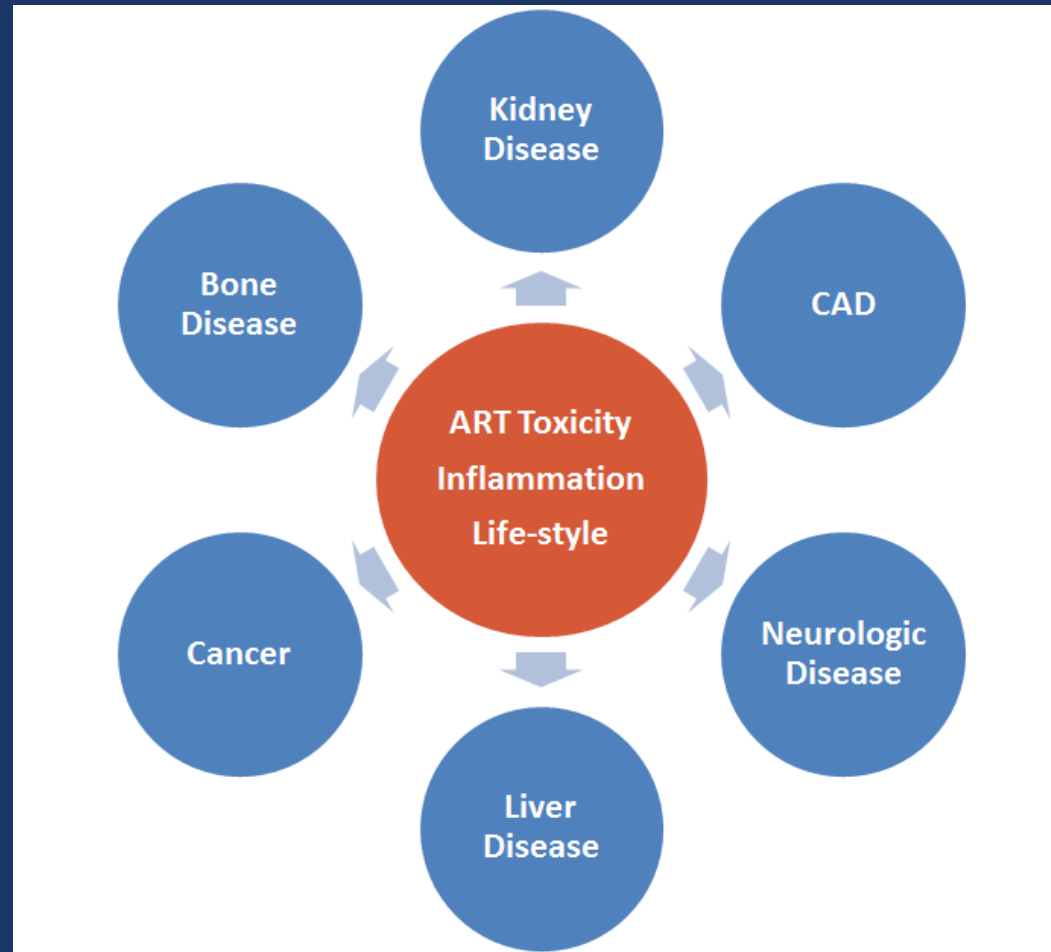 Kidney
Disease
CAD
Neurologic
Disease
Liver
Disease
Cancer
Bone
Disease
ART Toxicity
Inflammation
Life-style